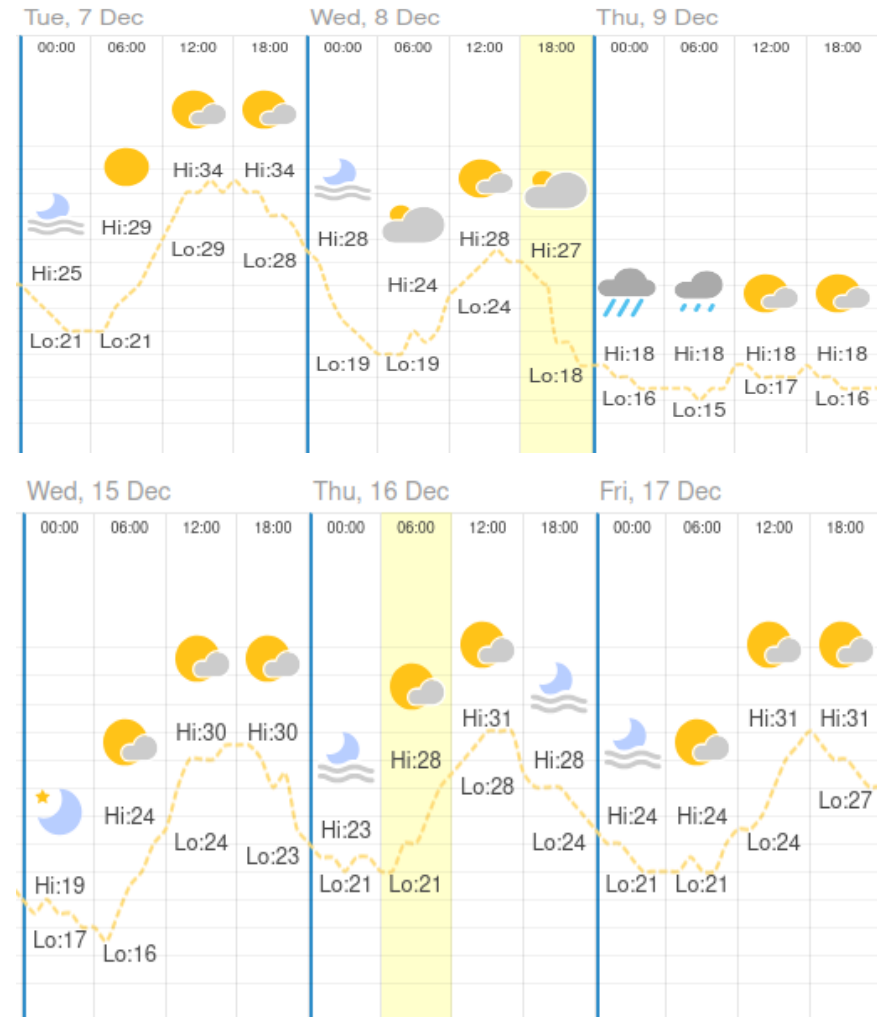 Tue, 7 Dec Wed, 8 Dec Thu, 9 Dec
00:00 06:00 12:00 18:00 00:00 06:00 12:00 18:00 00:00 06:00 12:00 18:00
Hi:34 Hi:34
Hi:29 Hi:28 Hi:28 Hi:27
Lo:29 Lo:28
Hi:25 Hi:24
Lo:24
Lo:21 Lo:21 Hi:18 Hi:18 Hi:18 Hi:18
Lo:19 Lo:19 Lo:18
Lo:16 Lo:15 Lo:17 Lo:16
Wed, 15 Dec Thu, 16 Dec Fri, 17 Dec
00:00 06:00 12:00 18:00 00:00 06:00 12:00 18:00 00:00 06:00 12:00 18:00
Hi:30 Hi:30 Hi:31 Hi:31 Hi:31
Hi:28 Hi:28
Lo:28 Lo:27
Hi:24 Hi:23 Hi:24 Hi:24
Lo:24 Lo:23 Lo:24 Lo:24
Hi:19 Lo:21 Lo:21 Lo:21 Lo:21
Lo:17 Lo:16